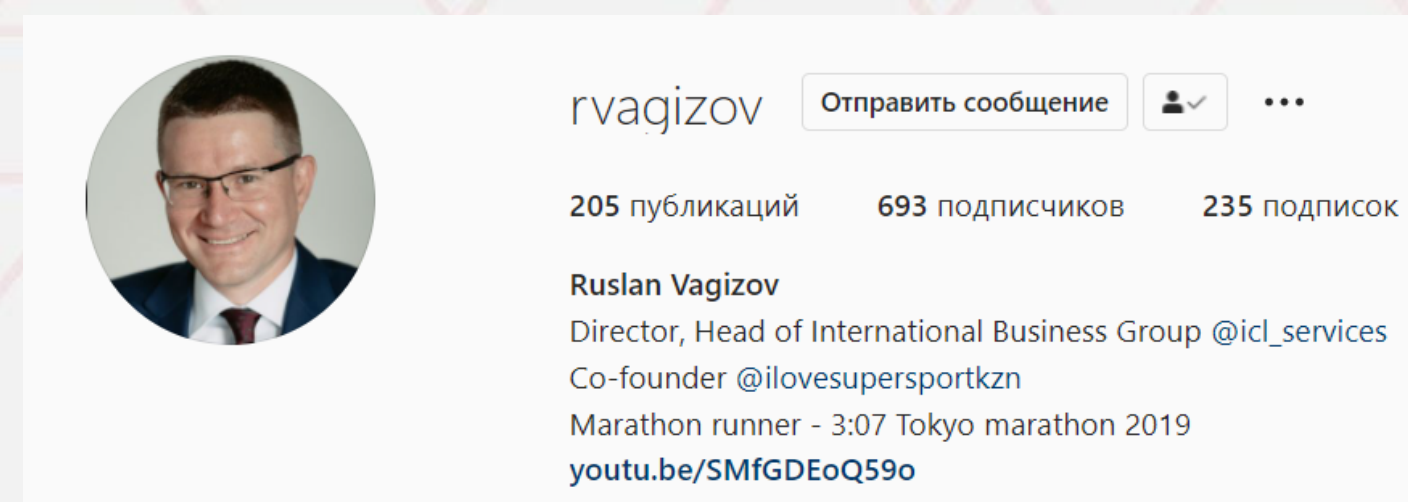 rvagizov Отправить сообщение
205 публикаций 693 подписчиков 235 подписок
Ruslan Vagizov
Director, Head of International Business Group @icl_services
Co-founder @ilovesupersportkzn
Marathon runner - 3:07 Tokyo marathon 2019
youtu.be/SMfGDEoQ59o